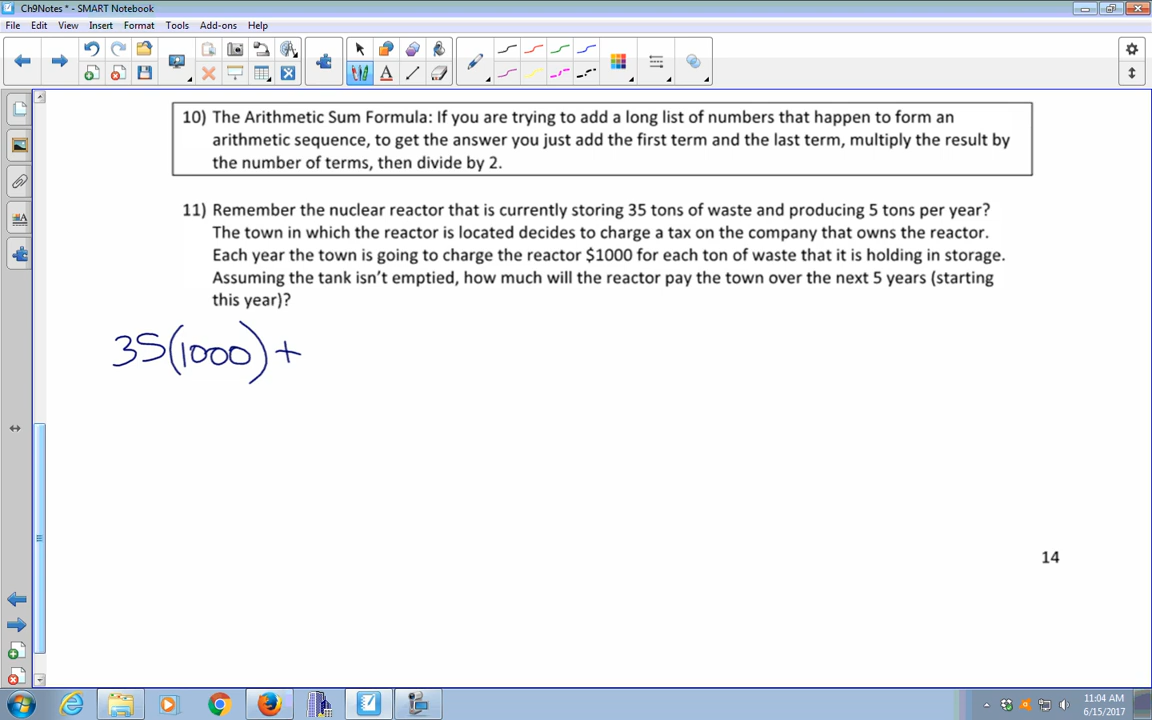 Ch9Notes * - SMART Notebook
File Edit View Insert Format Tools Add-ons Help
10) The Arithmetic Sum Formula: If you are trying to add a long list of numbers that happen to form an
arithmetic sequence, to get the answer you just add the first term and the last term, multiply the result by
the number of terms, then divide by 2.
11) Remember the nuclear reactor that is currently storing 35 tons of waste and producing 5 tons per year?
The town in which the reactor is located decides to charge a tax on the company that owns the reactor.
Each year the town is going to charge the reactor $1000 for each ton of waste that it is holding in storage.
Assuming the tank isn't emptied, how much will the reactor pay the town over the next 5 years (starting
this year)?
35(1000) +
14
11:04 AM
6/15/2017